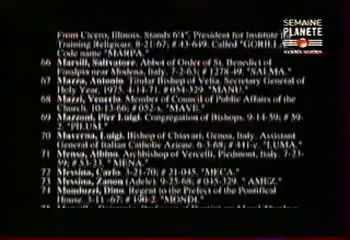 SEMAINE
PLANETE
From Cicero, Illinois. Stands 6'4". President for Institute
Training Religious. 8-21-67; # 43-649. Called "GORILLA"
Code name "MARPA."
66 Marsili, Salvatore. Abbot of Order of St. Benedict of
Finalpia near Modena, Italy. 7-2-63; # 1278-49. "SALMA."
67 Mazza, Antonio. Titular Bishop of Velia. Secretary General of
Holy Year, 1975. 4-14-71. # 054-329. "MANU."
68 Mazzi, Venerio. Member of Council of Public Affairs of the
Church. 10-13-66; # 052-s. "MAVE."
69 Mazzoni, Pier Luigi. Congregation of Bishops. 9-14-59; # 59-
2. "PILUM."
70 Maverna, Luigi. Bishop of Chiavari, Genoa, Italy. Assistant
General of Italian Catholic Azione. 6-3-68; # 441-c. "LUMA."
71 Mensa, Albino. Archbishop of Vercelli, Piedmont, Italy. 7-23-
59; # 53-23. "MENA."
72 Messina, Carlo. 3-21-70; # 21-045. "MECA."
73 Messina, Zanon (Adele). 9-25-68; # 045-329. "AMEZ."
74 Monduzzi, Dino. Regent to the Prefect of the Pontifical
House. 3-11-67; # 190-2. "MONDI."